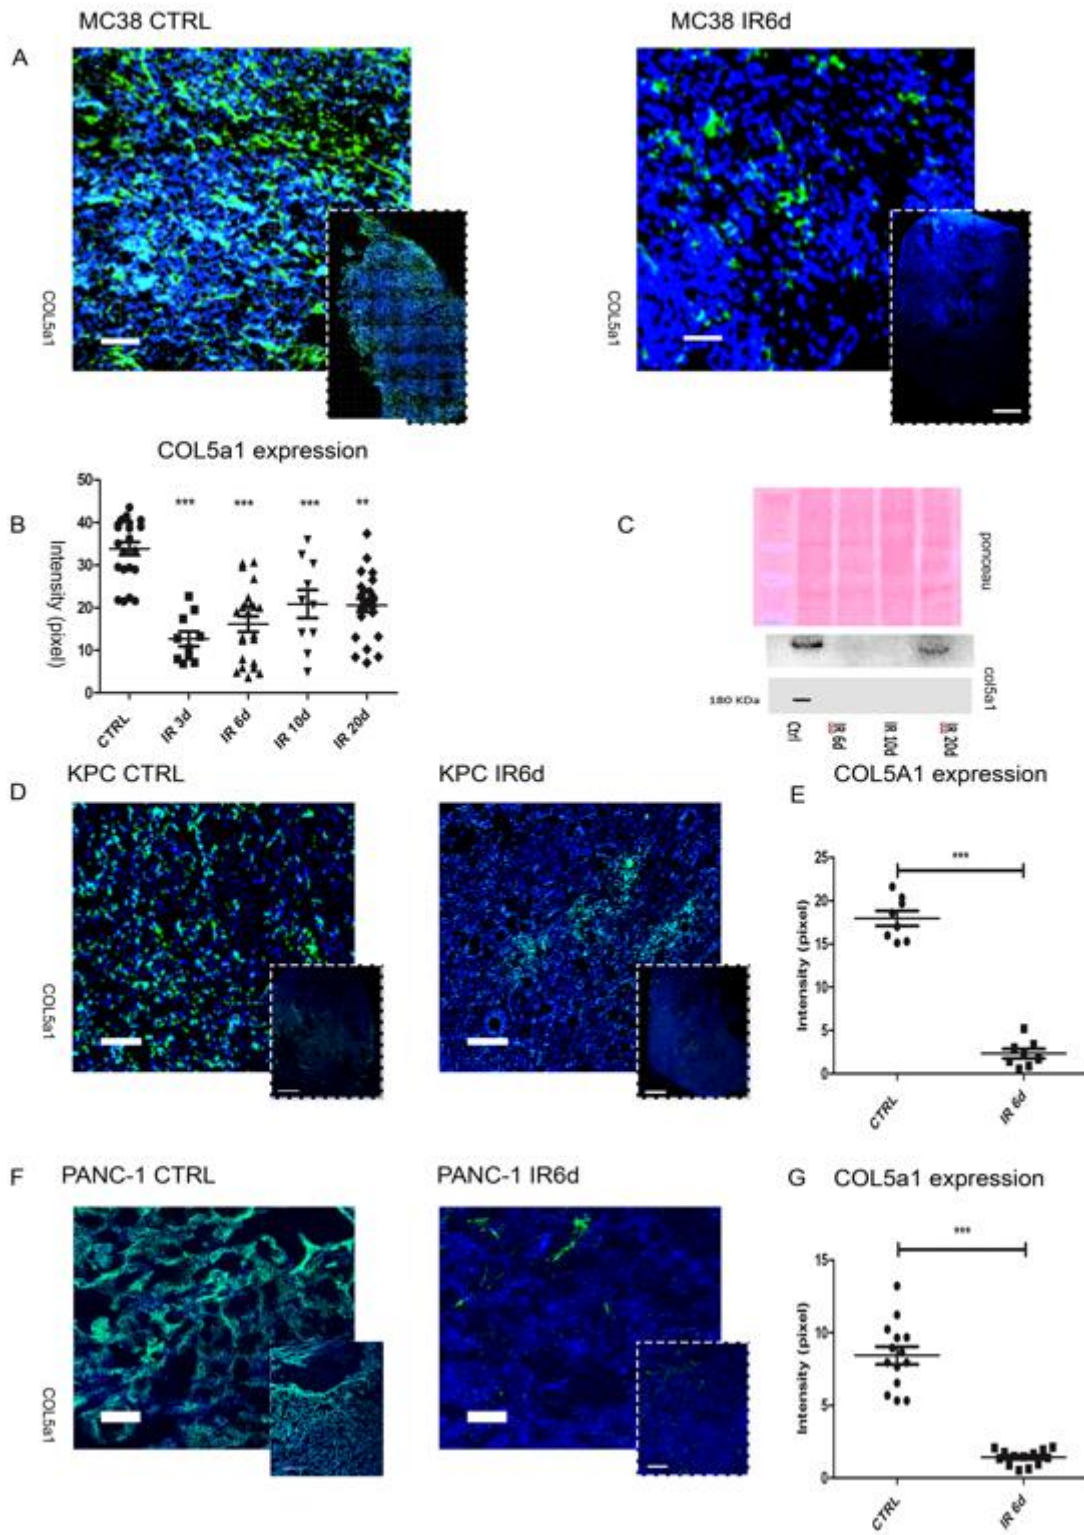 MC38 CTRL
MC38 IR6d
A
COL5a1
COL5a1
COL5a1 expression
B
Intensity (pixel)
50
40
30
20
10
0
***
***
***
**
CTRL
IR 3d
IR 6d
IR 10d
IR 20d
C
ponceau
col5a1
180 KDa
Ctrl
IR 6d
IR 10d
IR 20d
D
KPC CTRL
KPC IR6d
COL5a1
E
COL5A1 expression
Intensity (pixel)
25
20
15
10
5
0
***
CTRL
IR 6d
F
PANC-1 CTRL
PANC-1 IR6d
COL5a1
G
COL5a1 expression
Intensity (pixel)
15
10
5
0
***
CTRL
IR 6d